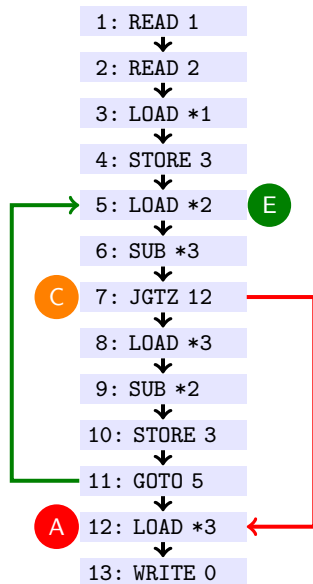 1: READ 1
2: READ 2
3: LOAD *1
4: STORE 3
5: LOAD *2 E
6: SUB *3
C 7: JGTZ 12
8: LOAD *3
9: SUB *2
10: STORE 3
11: GOTO 5
A 12: LOAD *3
13: WRITE 0